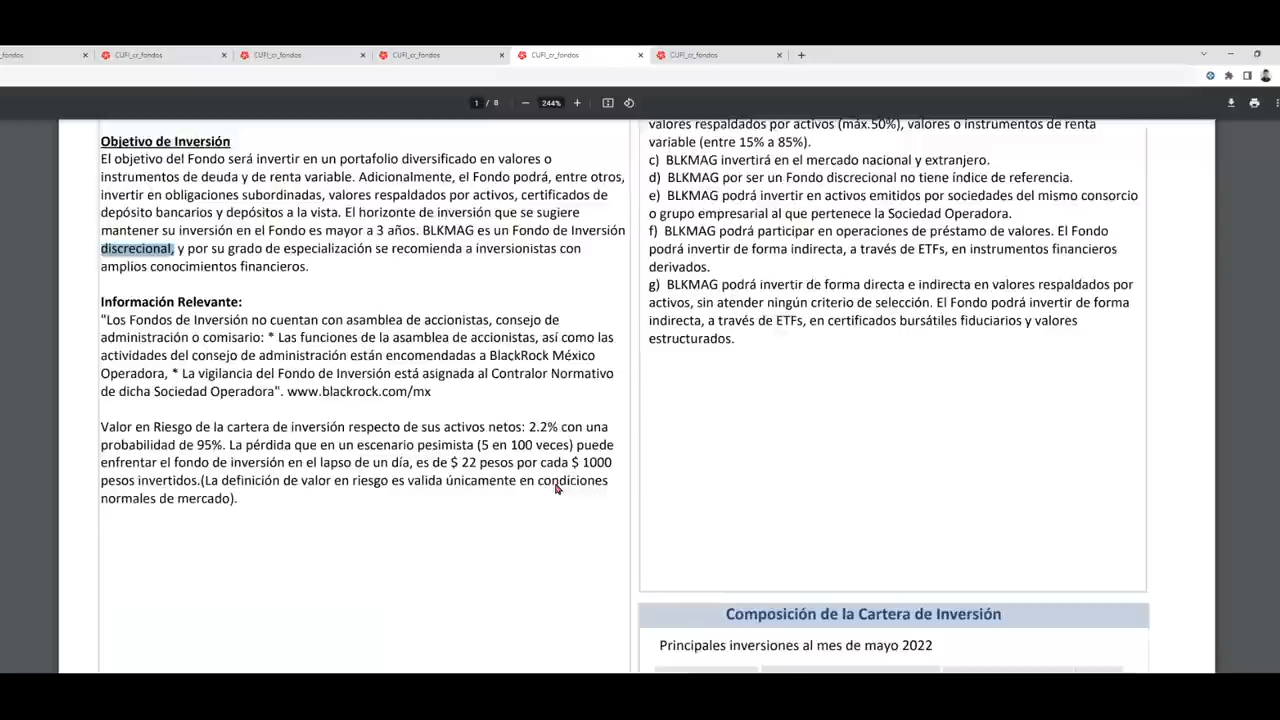 _fondos
CUFI_cr_fondos
CUFI_cr_fondos
CUFI_cr_fondos
CUFI_cr_fondos
CUFI_cr_fondos
1 / 8
244%
Objetivo de Inversión
El objetivo del Fondo será invertir en un portafolio diversificado en valores o
instrumentos de deuda y de renta variable. Adicionalmente, el Fondo podrá, entre otros,
invertir en obligaciones subordinadas, valores respaldados por activos, certificados de
depósito bancarios y depósitos a la vista. El horizonte de inversión que se sugiere
mantener su inversión en el Fondo es mayor a 3 años. BLKMAG es un Fondo de Inversión
discrecional, y por su grado de especialización se recomienda a inversionistas con
amplios conocimientos financieros.
Información Relevante:
"Los Fondos de Inversión no cuentan con asamblea de accionistas, consejo de
administración o comisario: * Las funciones de la asamblea de accionistas, así como las
actividades del consejo de administración están encomendadas a BlackRock México
Operadora, * La vigilancia del Fondo de Inversión está asignada al Contralor Normativo
de dicha Sociedad Operadora". www.blackrock.com/mx
Valor en Riesgo de la cartera de inversión respecto de sus activos netos: 2.2% con una
probabilidad de 95%. La pérdida que en un escenario pesimista (5 en 100 veces) puede
enfrentar el fondo de inversión en el lapso de un día, es de $ 22 pesos por cada $ 1000
pesos invertidos.(La definición de valor en riesgo es valida únicamente en condiciones
normales de mercado).
valores respaldados por activos (máx.50%), valores o instrumentos de renta
variable (entre 15% a 85%).
c) BLKMAG invertirá en el mercado nacional y extranjero.
d) BLKMAG por ser un Fondo discrecional no tiene índice de referencia.
e) BLKMAG podrá invertir en activos emitidos por sociedades del mismo consorcio
o grupo empresarial al que pertenece la Sociedad Operadora.
f) BLKMAG podrá participar en operaciones de préstamo de valores. El Fondo
podrá invertir de forma indirecta, a través de ETFs, en instrumentos financieros
derivados.
g) BLKMAG podrá invertir de forma directa e indirecta en valores respaldados por
activos, sin atender ningún criterio de selección. El Fondo podrá invertir de forma
indirecta, a través de ETFs, en certificados bursátiles fiduciarios y valores
estructurados.
Composición de la Cartera de Inversión
Principales inversiones al mes de mayo 2022